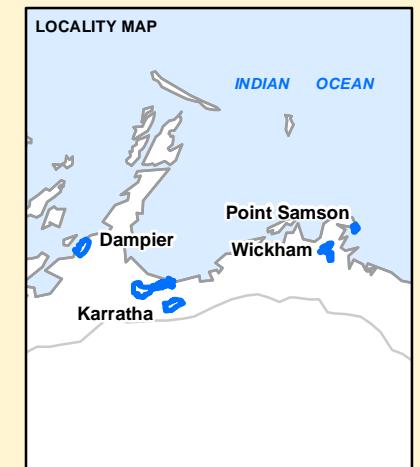 LOCALITY MAP
INDIAN OCEAN
Point Samson
Dampier
Wickham
Karratha